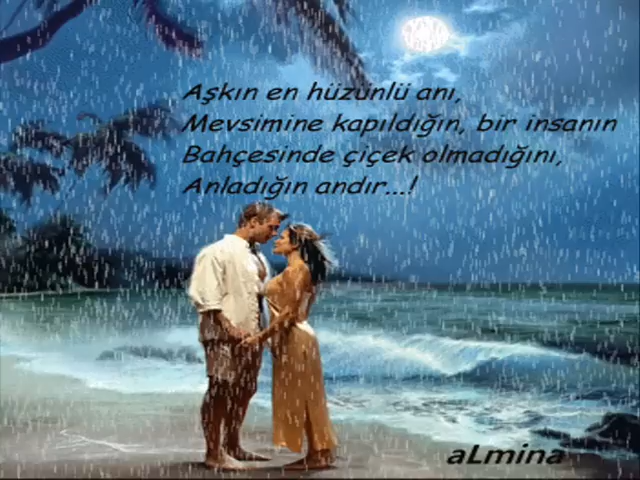 Aşkın en hüzünlü anı,
Mevsimine kapıldığın, bir insanın
Bahçesinde çiçek olmadığını,
Anladığın andır...!
aLmina